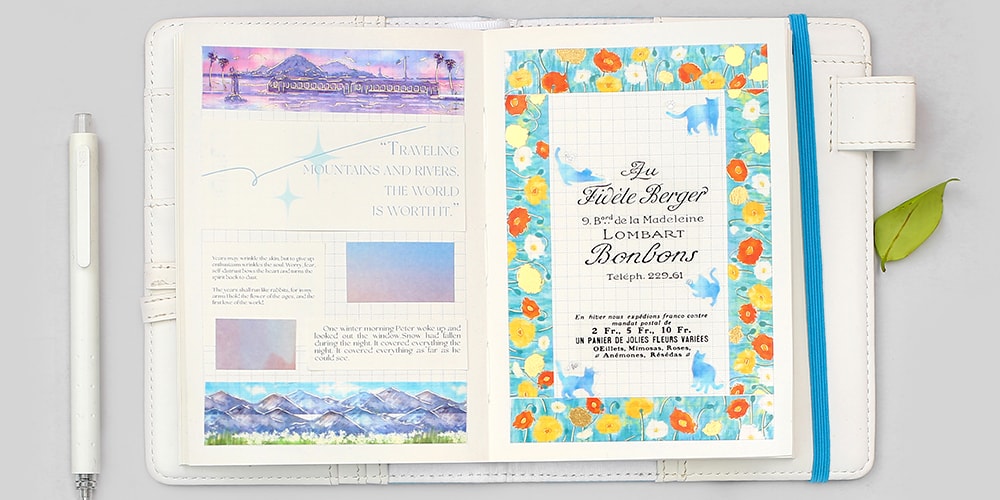 "TRAVELING
MOUNTAINS AND RIVERS,
THE WORLD
IS WORTH IT."
Years may wrinkle the skin, but to give up
enthusiasm wrinkles the soul. Worry, fear,
self-distrust bows the heart and turns the
spirit back to dust.
The years shall run like rabbits, for in my
arms I hold the flower of the ages, and the
first love of the world.
One winter morning Peter woke up and
looked out the window.Snow had fallen
during the night. It covered everything the
night. It covered everything as far as he
could see.
Au
Fidèle Berger
9. Bord de la Madeleine
LOMBART
Bonbons
Téléph. 229.61
En hiver nous expédions franco contre
mandat postal de
2 Fr., 5 Fr., 10 Fr.
UN PANIER DE JOLIES FLEURS VARIÉES
OEillets, Mimosas, Roses,
Anémones, Résédas